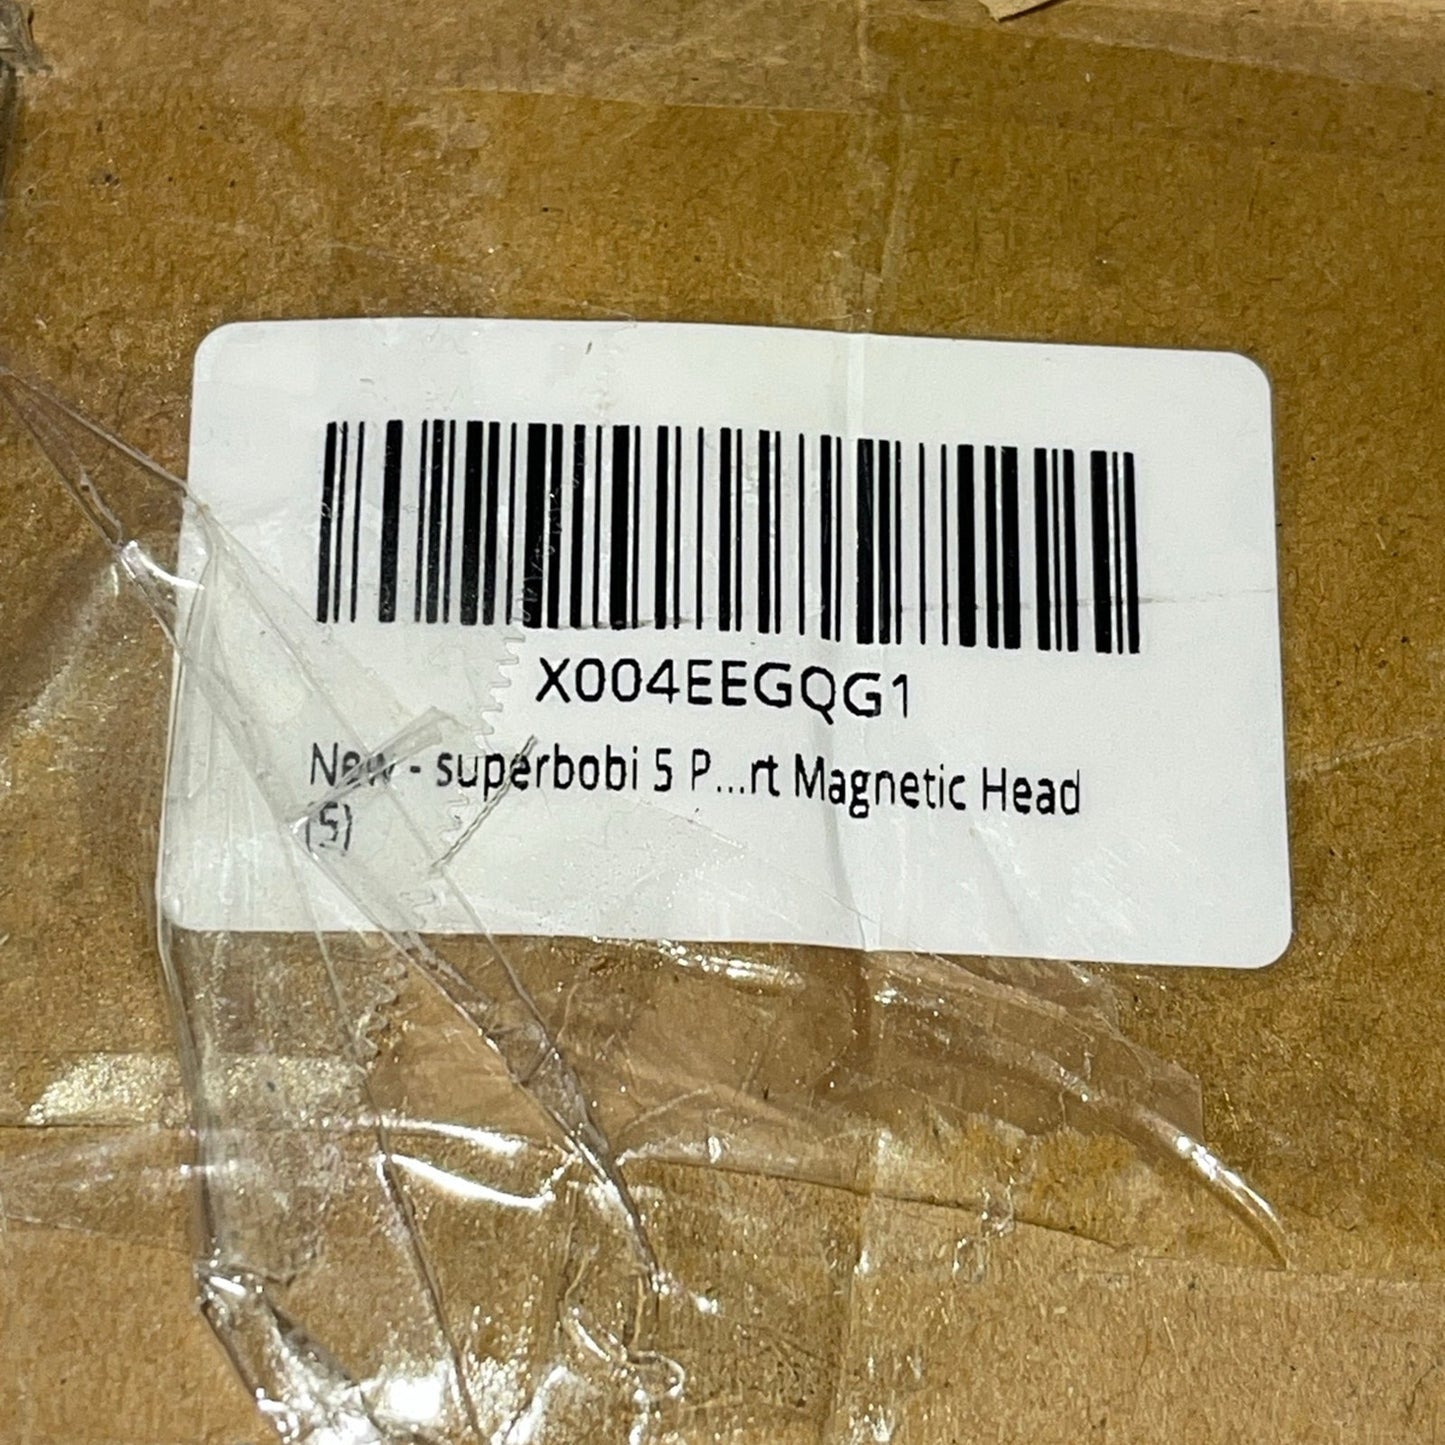 X004EEGQG1
New - superbobi 5 P...rt Magnetic Head
(5)